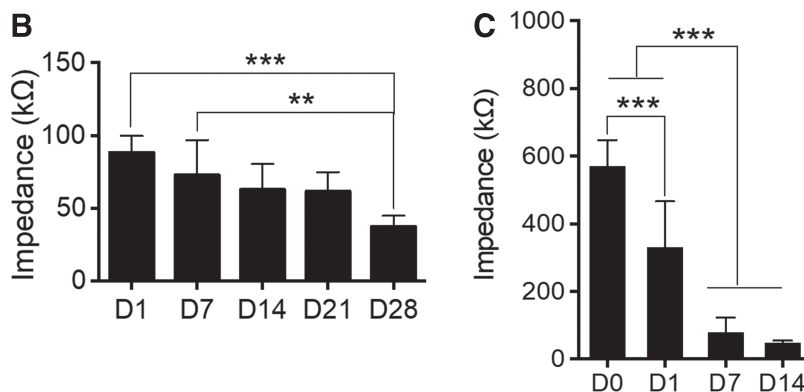 B
Impedance (kΩ)
150
100
50
0
***
**
D1 D7 D14 D21 D28
C
Impedance (kΩ)
1000
800
600
400
200
0
***
***
D0 D1 D7 D14